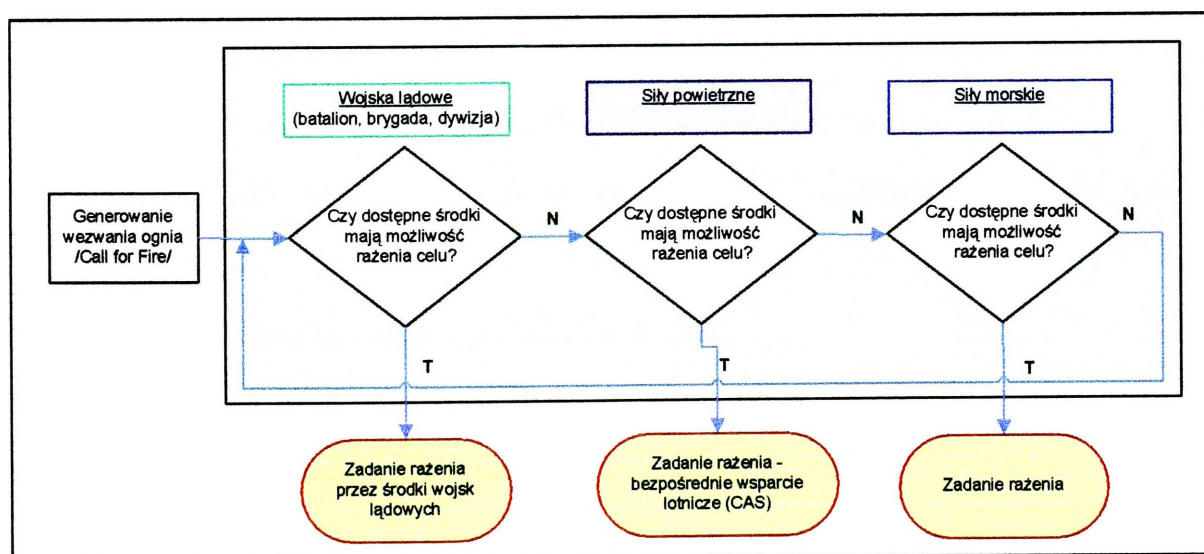 Wojska lądowe
(batalion, brygada, dywizja)
Siły powietrzne
Siły morskie
Generowanie
wezwania ognia
/Call for Fire/
Czy dostępne środki
mają możliwość
rażenia celu?
N
Czy dostępne środki
mają możliwość
rażenia celu?
N
Czy dostępne środki
mają możliwość
rażenia celu?
N
T
T
T
Zadanie rażenia
przez środki wojsk
lądowych
Zadanie rażenia -
bezpośrednie wsparcie
lotnicze (CAS)
Zadanie rażenia